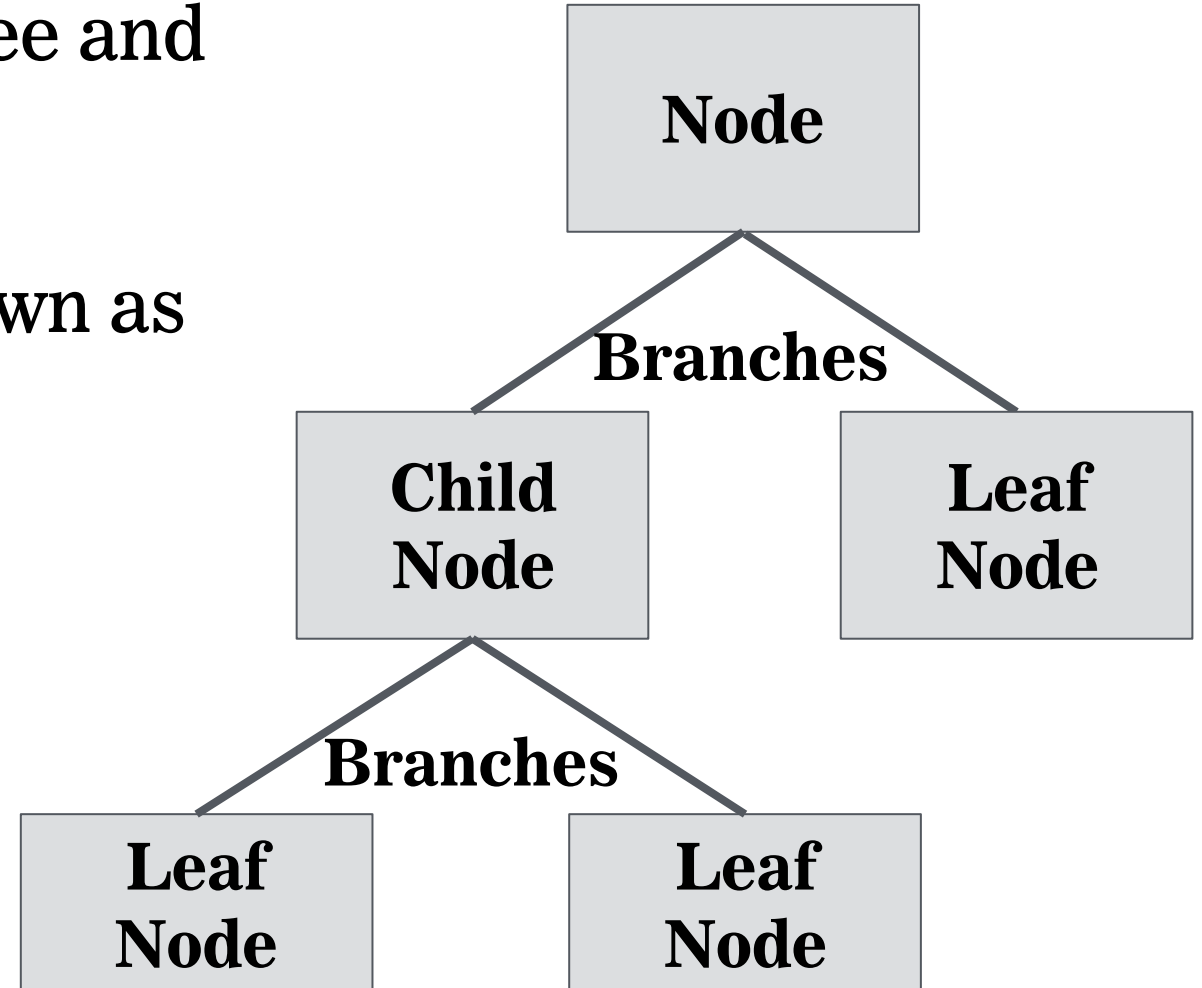 ee and
Node
wn as
Branches
Child
Node
Leaf
Node
Branches
Leaf
Node
Leaf
Node